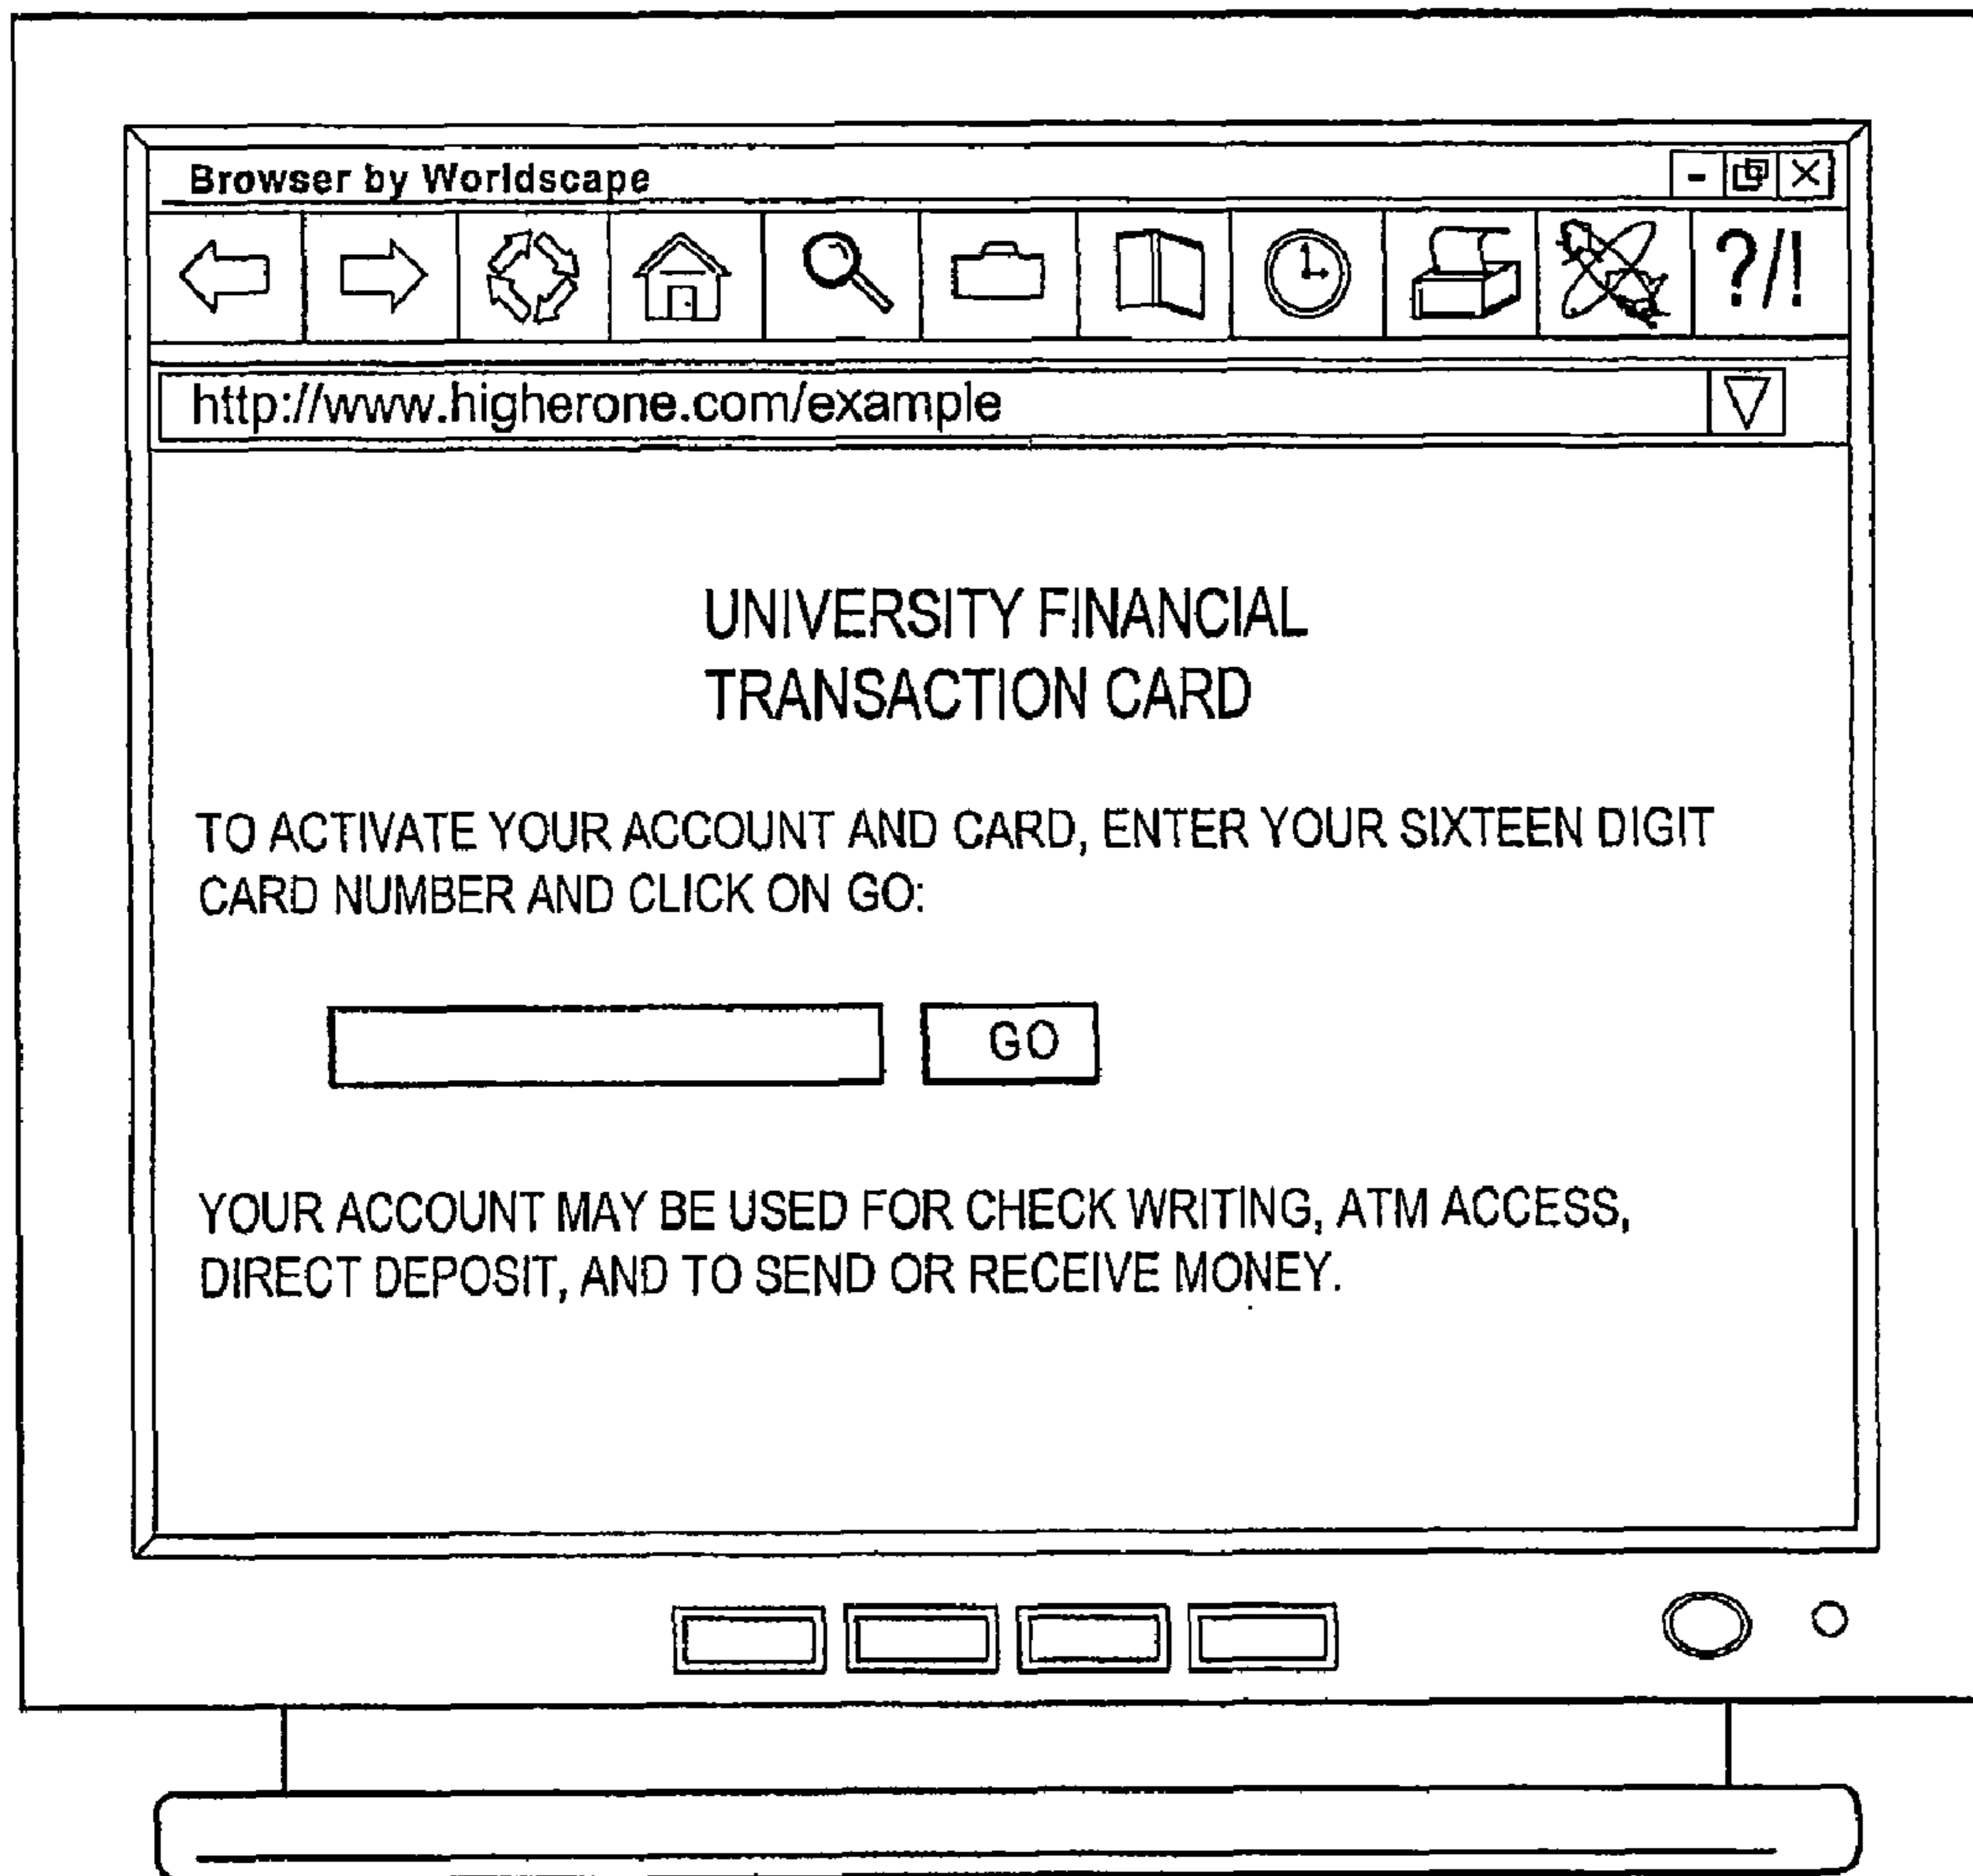 Browser by Worldscape
?/!
http://www.higherone.com/example
UNIVERSITY FINANCIAL
TRANSACTION CARD
TO ACTIVATE YOUR ACCOUNT AND CARD, ENTER YOUR SIXTEEN DIGIT
CARD NUMBER AND CLICK ON GO:
GO
YOUR ACCOUNT MAY BE USED FOR CHECK WRITING, ATM ACCESS,
DIRECT DEPOSIT, AND TO SEND OR RECEIVE MONEY.